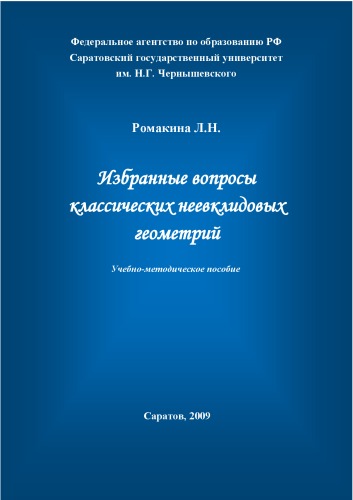 Федеральное агентство по образованию РФ
Саратовский государственный университет
им. Н.Г. Чернышевского
Ромакина Л.Н.
Избранные вопросы
классических неевклидовых
геометрий
Учебно-методическое пособие
Саратов, 2009